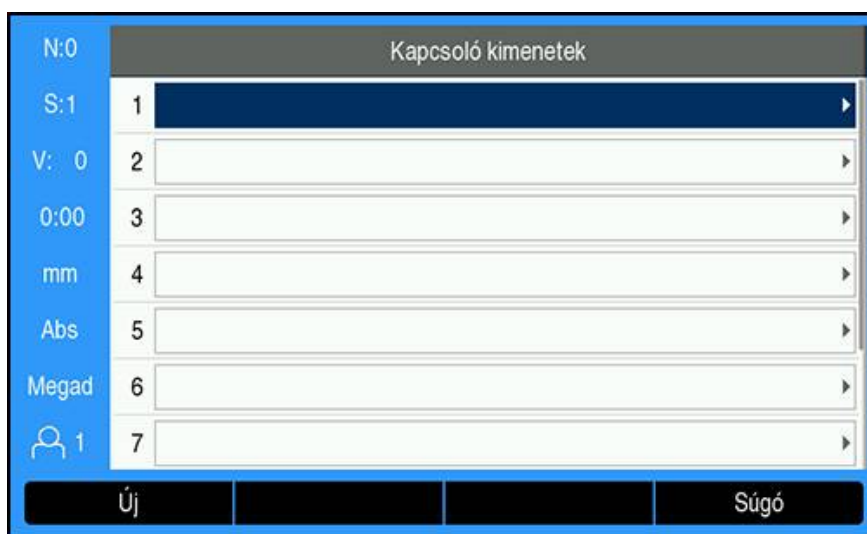 N:0
Kapcsoló kimenetek
S:1
1
V: 0
2
0:00
3
mm
4
Abs
5
Megad
6
1
7
Új
Súgó